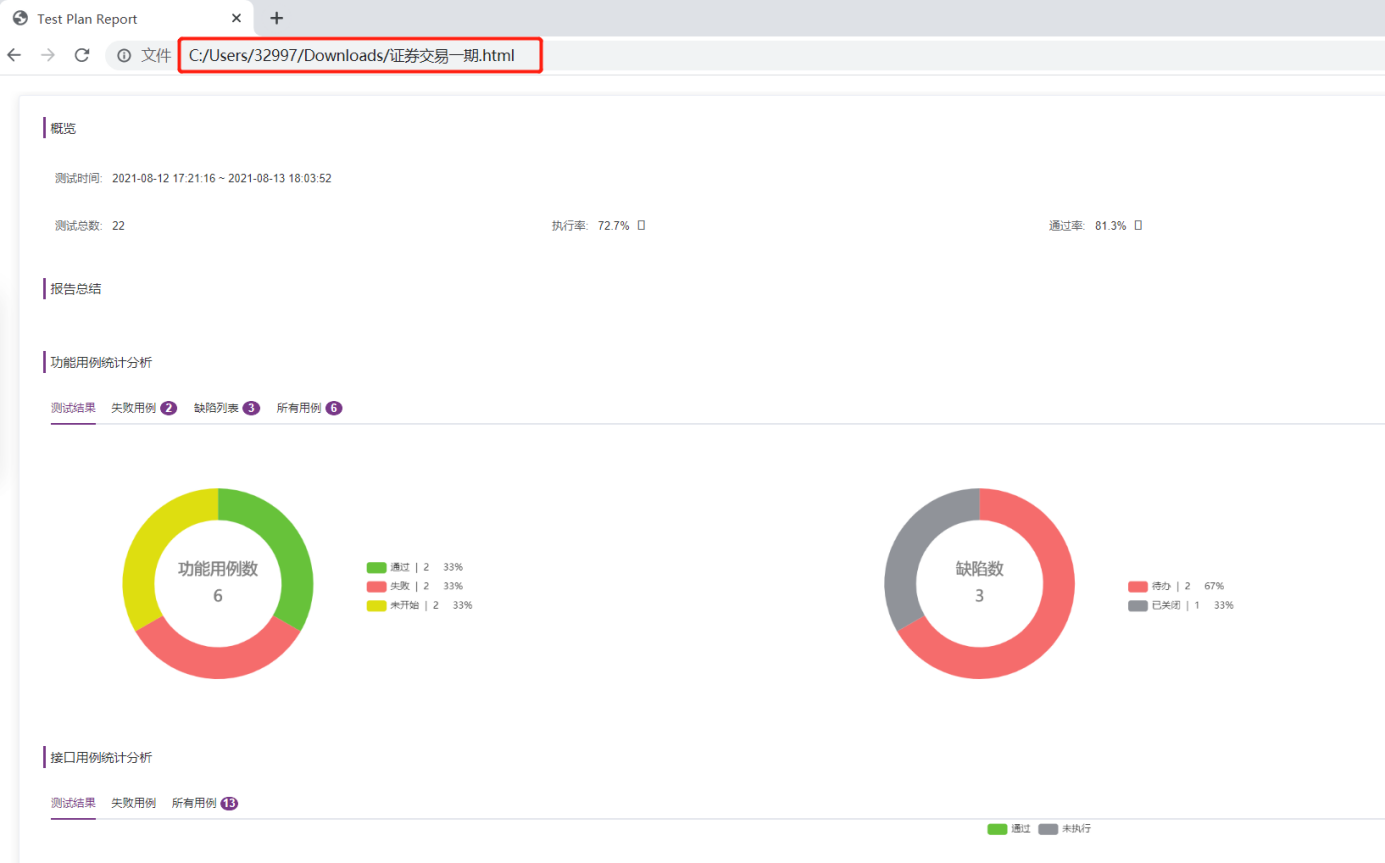 Test Plan Report
文件 C:/Users/32997/Downloads/证券交易一期.html
概览
测试时间: 2021-08-12 17:21:16 ~ 2021-08-13 18:03:52
测试总数: 22 执行率: 72.7% 通过率: 81.3%
报告总结
功能用例统计分析
测试结果 失败用例 2 缺陷列表 3 所有用例 6
功能用例数
6
通过 | 2 33%
失败 | 2 33%
未开始 | 2 33%
缺陷数
3
待办 | 2 67%
已关闭 | 1 33%
接口用例统计分析
测试结果 失败用例 所有用例 13
通过 未执行